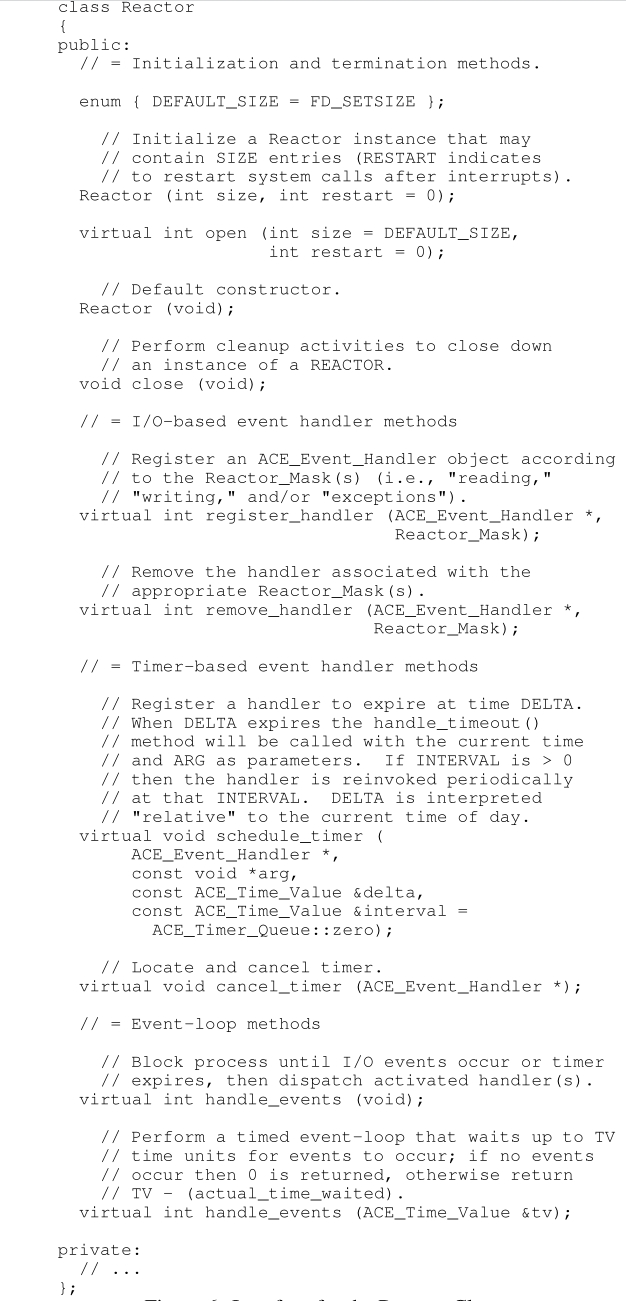 class Reactor
{
public:
  // = Initialization and termination methods.

  enum { DEFAULT_SIZE = FD_SETSIZE };

    // Initialize a Reactor instance that may
    // contain SIZE entries (RESTART indicates
    // to restart system calls after interrupts).
  Reactor (int size, int restart = 0);

  virtual int open (int size = DEFAULT_SIZE,
                    int restart = 0);

    // Default constructor.
  Reactor (void);

    // Perform cleanup activities to close down
    // an instance of a REACTOR.
  void close (void);

  // = I/O-based event handler methods

    // Register an ACE_Event_Handler object according
    // to the Reactor_Mask(s) (i.e., "reading,"
    // "writing," and/or "exceptions").
  virtual int register_handler (ACE_Event_Handler *,
                                Reactor_Mask);

    // Remove the handler associated with the
    // appropriate Reactor_Mask(s).
  virtual int remove_handler (ACE_Event_Handler *,
                              Reactor_Mask);

  // = Timer-based event handler methods

    // Register a handler to expire at time DELTA.
    // When DELTA expires the handle_timeout()
    // method will be called with the current time
    // and ARG as parameters.  If INTERVAL is > 0
    // then the handler is reinvoked periodically
    // at that INTERVAL.  DELTA is interpreted
    // "relative" to the current time of day.
  virtual void schedule_timer (
       ACE_Event_Handler *,
       const void *arg,
       const ACE_Time_Value &delta,
       const ACE_Time_Value &interval =
         ACE_Timer_Queue::zero);

    // Locate and cancel timer.
  virtual void cancel_timer (ACE_Event_Handler *);

  // = Event-loop methods

    // Block process until I/O events occur or timer
    // expires, then dispatch activated handler(s).
  virtual int handle_events (void);

    // Perform a timed event-loop that waits up to TV
    // time units for events to occur; if no events
    // occur then 0 is returned, otherwise return
    // TV - (actual_time_waited).
  virtual int handle_events (ACE_Time_Value &tv);

private:
  // ...
};